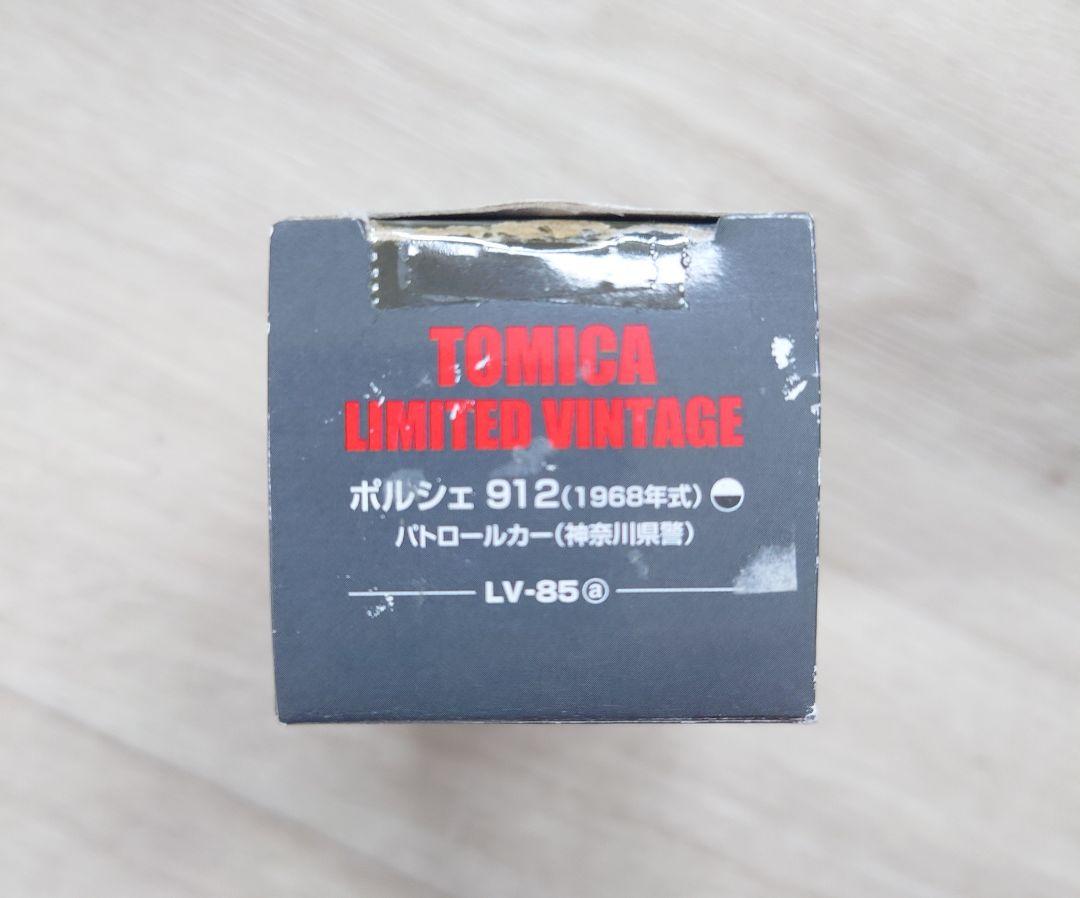 TOMICA
LIMITED VINTAGE
ポルシェ 912(1968年式)
パトロールカー(神奈川県警)
LV-85ⓐ